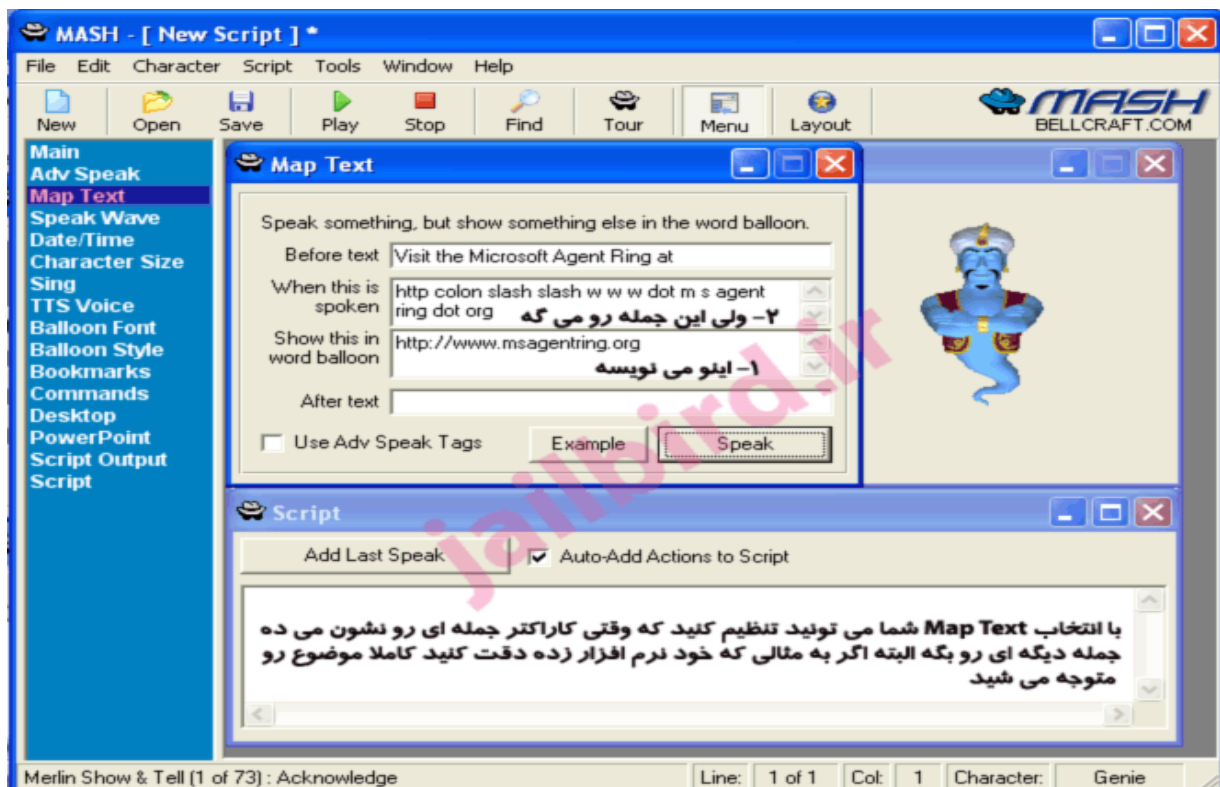 MASH - [ New Script ] *
File Edit Character Script Tools Window Help
New Open Save Play Stop Find Tour Menu Layout
MASH
BELLCRAFT.COM
Main
Adv Speak
Map Text
Speak Wave
Date/Time
Character Size
Sing
TTS Voice
Balloon Font
Balloon Style
Bookmarks
Commands
Desktop
PowerPoint
Script Output
Script
Map Text
Speak something, but show something else in the word balloon.
Before text Visit the Microsoft Agent Ring at
When this is spoken
http colon slash slash w w w dot m s agent
ring dot org
۲- ولی این جمله رو می گه
Show this in word balloon
http://www.msagentring.org
۱- اینو می نویسه
After text
Use Adv Speak Tags Example Speak
Script
Add Last Speak Auto-Add Actions to Script
با انتخاب Map Text شما می تونید تنظیم کنید که وقتی کاراکتر جمله ای رو نشون می ده
جمله دیگه ای رو بگه البته اگر به مثالی که خود نرم افزار زده دقت کنید کاملا موضوع رو
متوجه می شید
jailbird.ir
Merlin Show & Tell (1 of 73) : Acknowledge Line: 1 of 1 Col: 1 Character: Genie